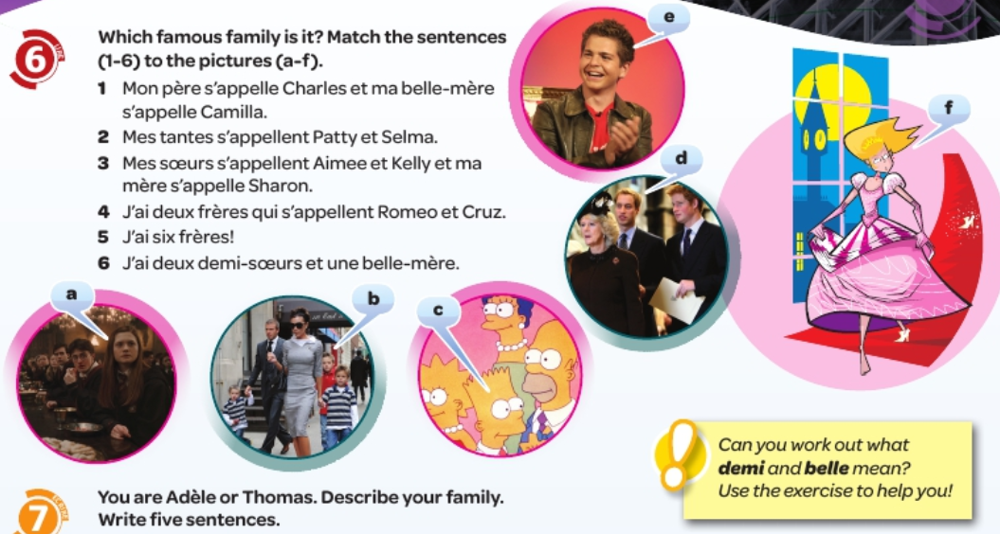 6 LIRE
Which famous family is it? Match the sentences
(1-6) to the pictures (a-f).
1 Mon père s'appelle Charles et ma belle-mère
s'appelle Camilla.
2 Mes tantes s'appellent Patty et Selma.
3 Mes sœurs s'appellent Aimee et Kelly et ma
mère s'appelle Sharon.
4 J'ai deux frères qui s'appellent Romeo et Cruz.
5 J'ai six frères!
6 J'ai deux demi-sœurs et une belle-mère.
e
f
d
a
b
c
Can you work out what
demi and belle mean?
Use the exercise to help you!
7 ÉCRIRE
You are Adèle or Thomas. Describe your family.
Write five sentences.